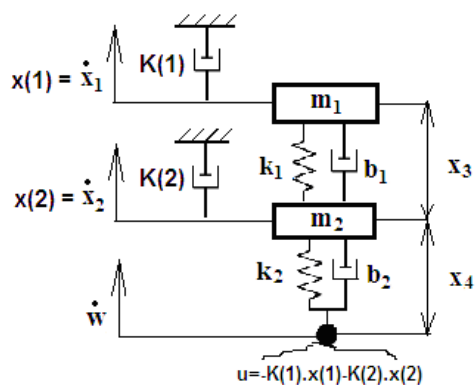 K(1)
x(1) = ẋ₁
m₁
k₁
b₁
x₃
K(2)
x(2) = ẋ₂
m₂
k₂
b₂
x₄
ẇ
u=-K(1).x(1)-K(2).x(2)